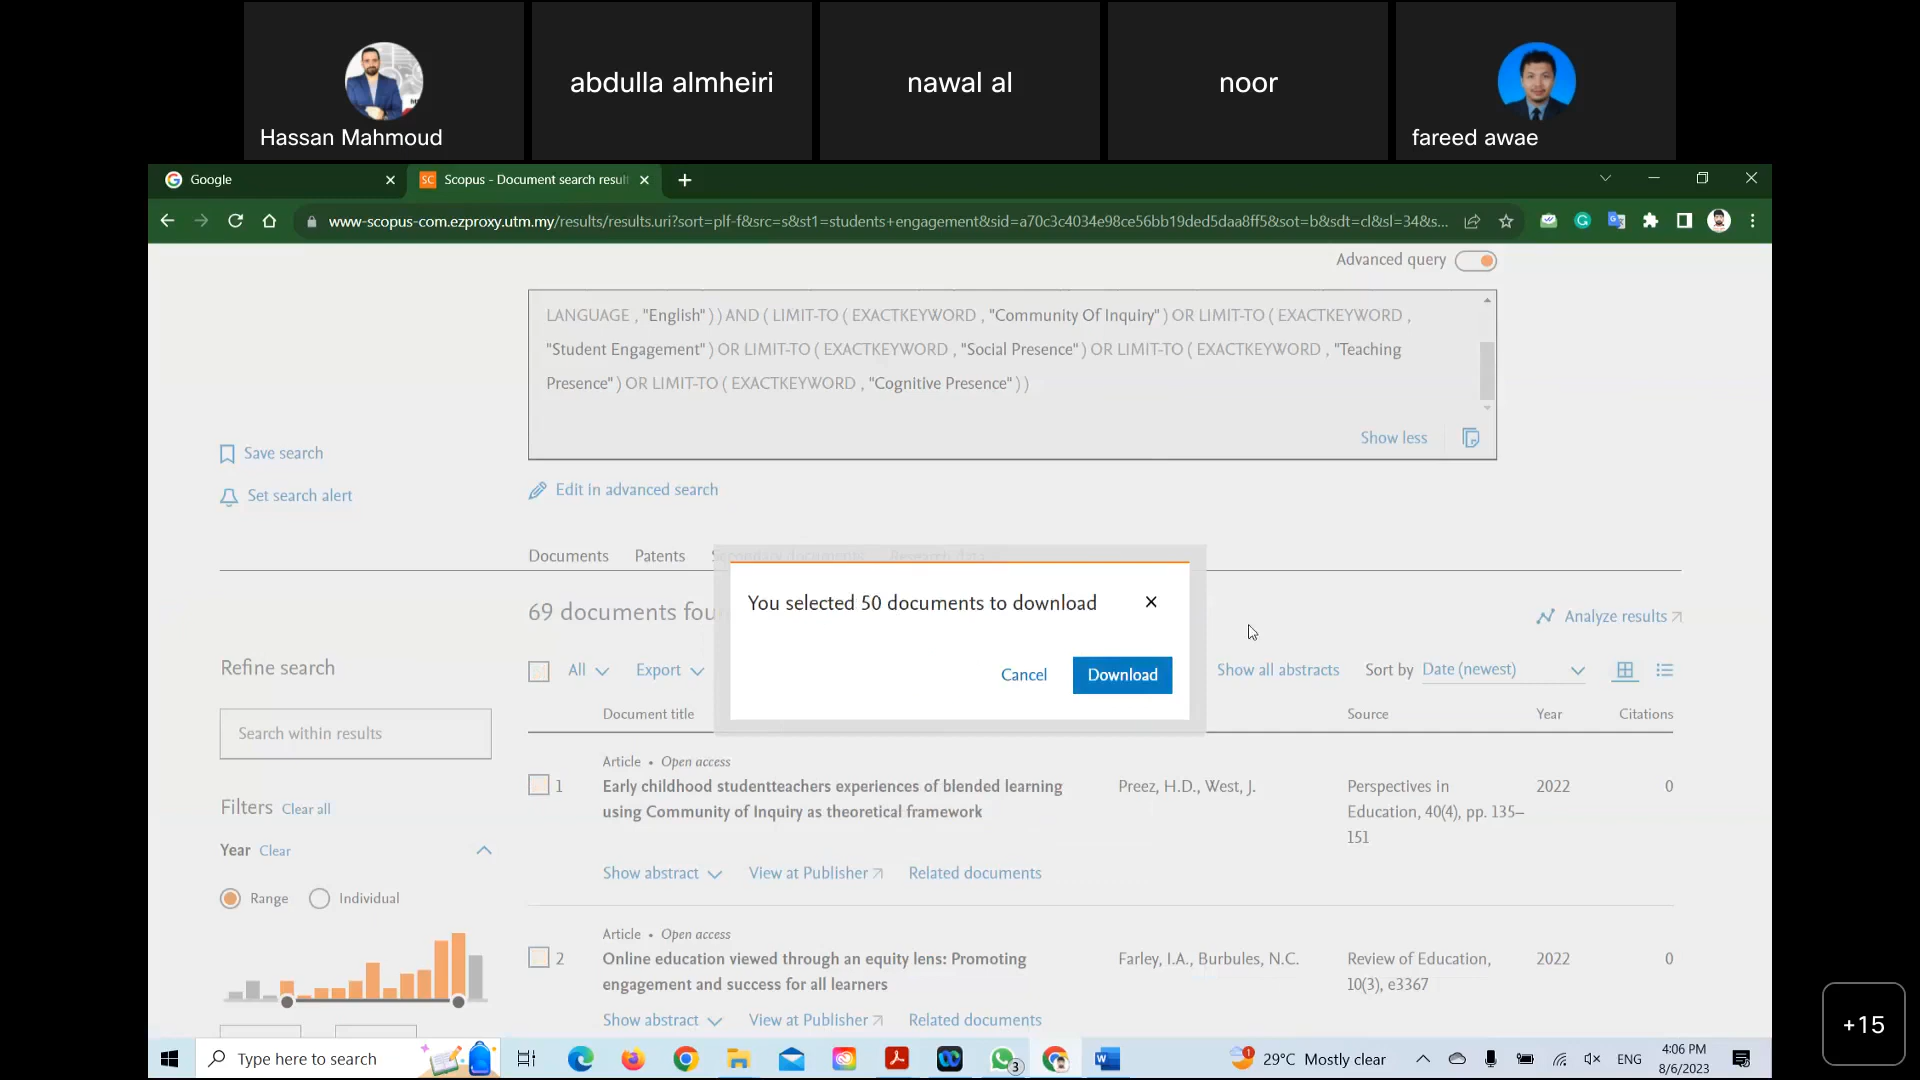 Hassan Mahmoud
abdulla almheiri
nawal al
noor
fareed awae
Google
Scopus - Document search resul
www-scopus-com.ezproxy.utm.my/results/results.uri?sort=plf-f&src=s&st1=students+engagement&sid=a70c3c4034e98ce56bb19ded5daa8ff5&sot=b&sdt=cl&sl=34&s...
Advanced query
LANGUAGE , "English" ) ) AND ( LIMIT-TO ( EXACTKEYWORD , "Community Of Inquiry" ) OR LIMIT-TO ( EXACTKEYWORD ,
"Student Engagement" ) OR LIMIT-TO ( EXACTKEYWORD , "Social Presence" ) OR LIMIT-TO ( EXACTKEYWORD , "Teaching
Presence" ) OR LIMIT-TO ( EXACTKEYWORD , "Cognitive Presence" ) )
Show less
Save search
Set search alert
Edit in advanced search
Documents Patents Secondary documents Research data
69 documents fou
You selected 50 documents to download
Cancel Download
Analyze results
Refine search
All Export
Show all abstracts Sort by Date (newest)
Document title Source Year Citations
Search within results
Article • Open access
1 Early childhood studentteachers experiences of blended learning
using Community of Inquiry as theoretical framework
Preez, H.D., West, J.
Perspectives in
Education, 40(4), pp. 135–
151
2022
0
Show abstract View at Publisher Related documents
Filters Clear all
Year Clear
Range Individual
Article • Open access
2 Online education viewed through an equity lens: Promoting
engagement and success for all learners
Farley, I.A., Burbules, N.C.
Review of Education,
10(3), e3367
2022
0
Show abstract View at Publisher Related documents
+15
Type here to search
3
1
29°C Mostly clear
ENG
4:06 PM
8/6/2023